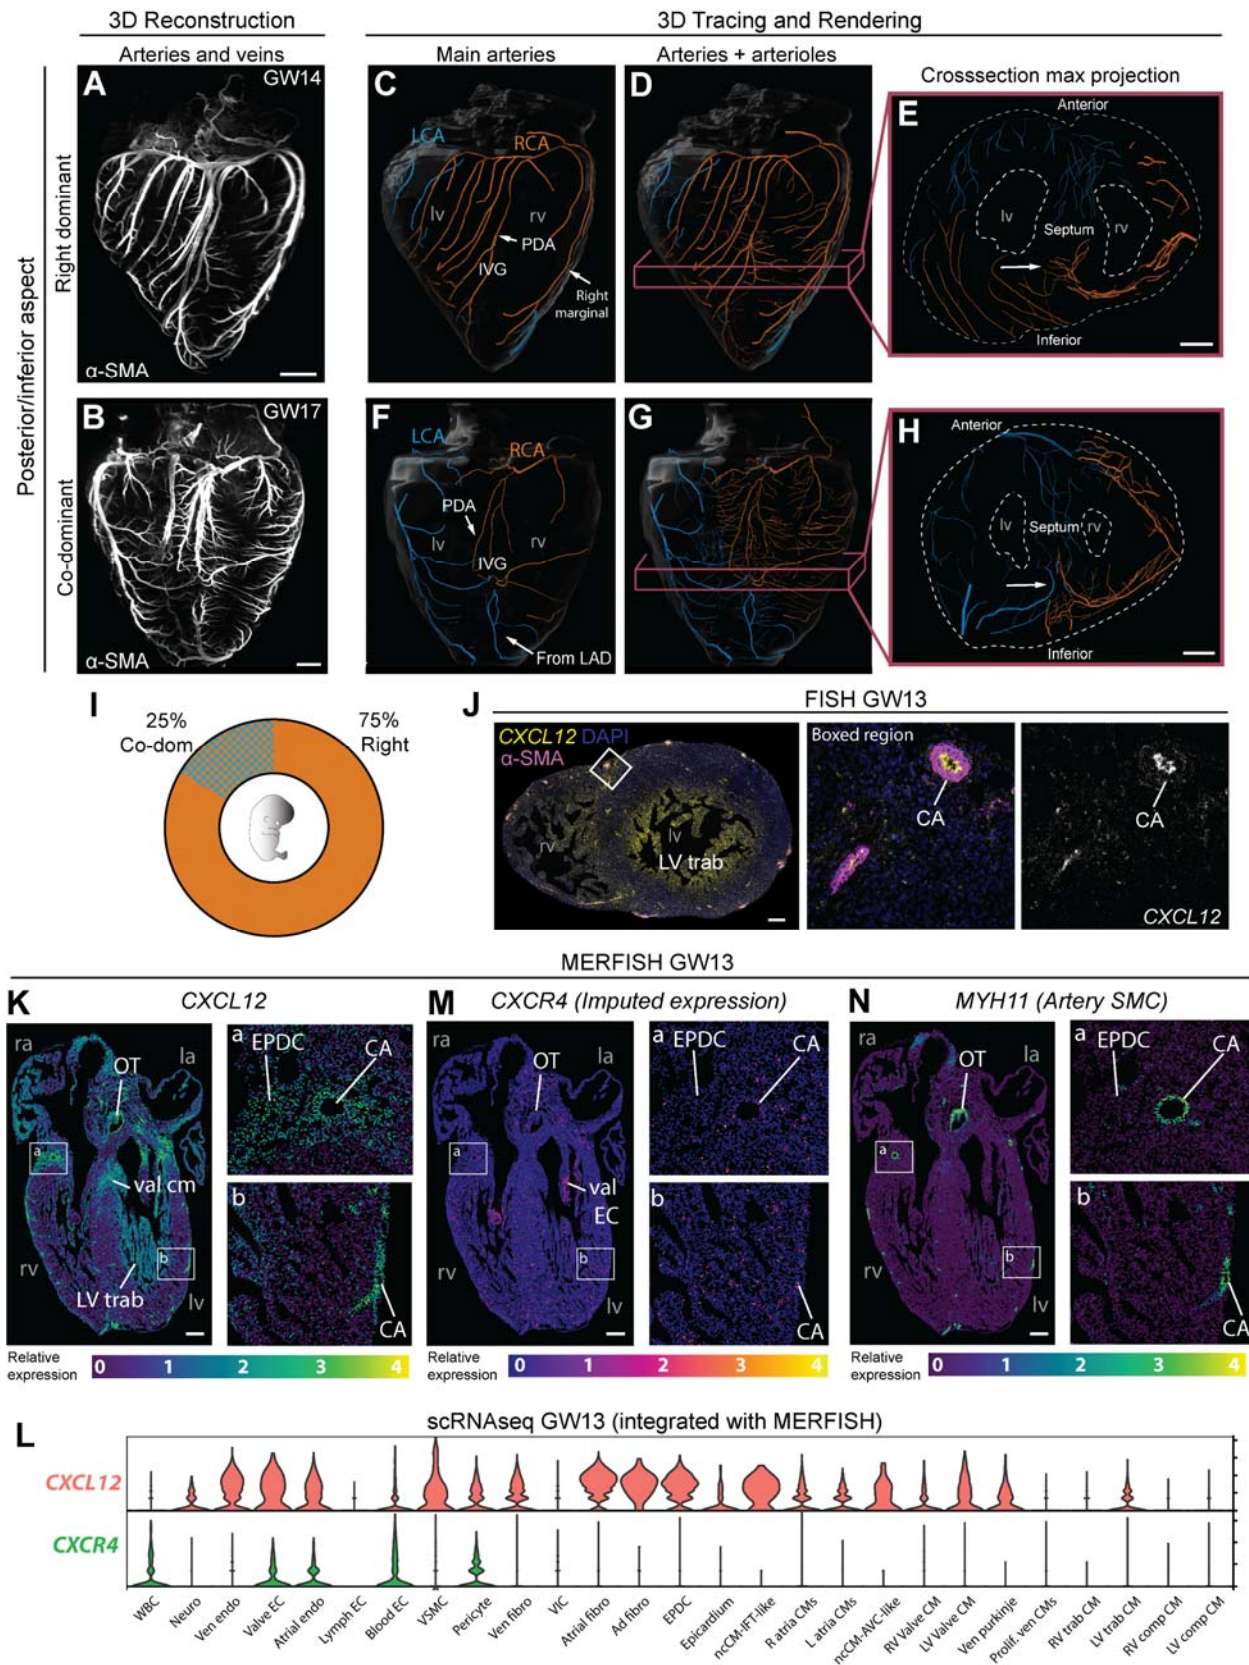 3D Reconstruction
3D Tracing and Rendering
Arteries and veins
Main arteries
Arteries + arterioles
Crosssection max projection
Posterior/inferior aspect
Right dominant
Co-dominant
A
GW14
α-SMA
C
LCA
RCA
lv
rv
PDA
IVG
Right
marginal
D
E
Anterior
lv
Septum
rv
Inferior
B
GW17
α-SMA
F
LCA
RCA
PDA
lv
rv
IVG
From LAD
G
H
Anterior
lv
Septum
rv
Inferior
I
25%
Co-dom
75%
Right
J
FISH GW13
CXCL12 DAPI
α-SMA
rv
lv
LV trab
Boxed region
CA
CA
CXCL12
MERFISH GW13
K
CXCL12
ra
OT
la
a
val cm
b
rv
LV trab
lv
a
EPDC
CA
b
CA
Relative
expression
0 1 2 3 4
M
CXCR4 (Imputed expression)
ra
OT
la
a
val
EC
b
rv
lv
a
EPDC
CA
b
CA
Relative
expression
0 1 2 3 4
N
MYH11 (Artery SMC)
ra
OT
la
a
b
rv
lv
a
EPDC
CA
b
CA
Relative
expression
0 1 2 3 4
L
scRNAseq GW13 (integrated with MERFISH)
CXCL12
CXCR4
WBC
Neuro
Ven endo
Valve EC
Atrial endo
Lymph EC
Blood EC
VSMC
Pericyte
Ven fibro
VIC
Atrial fibro
Ad fibro
EPDC
Epicardium
ncCM-IFT-like
R atria CMs
L atria CMs
ncCM-AVC-like
RV Valve CM
LV Valve CM
Ven purkinje
Prolif. ven CMs
RV trab CM
LV trab CM
RV comp CM
LV comp CM